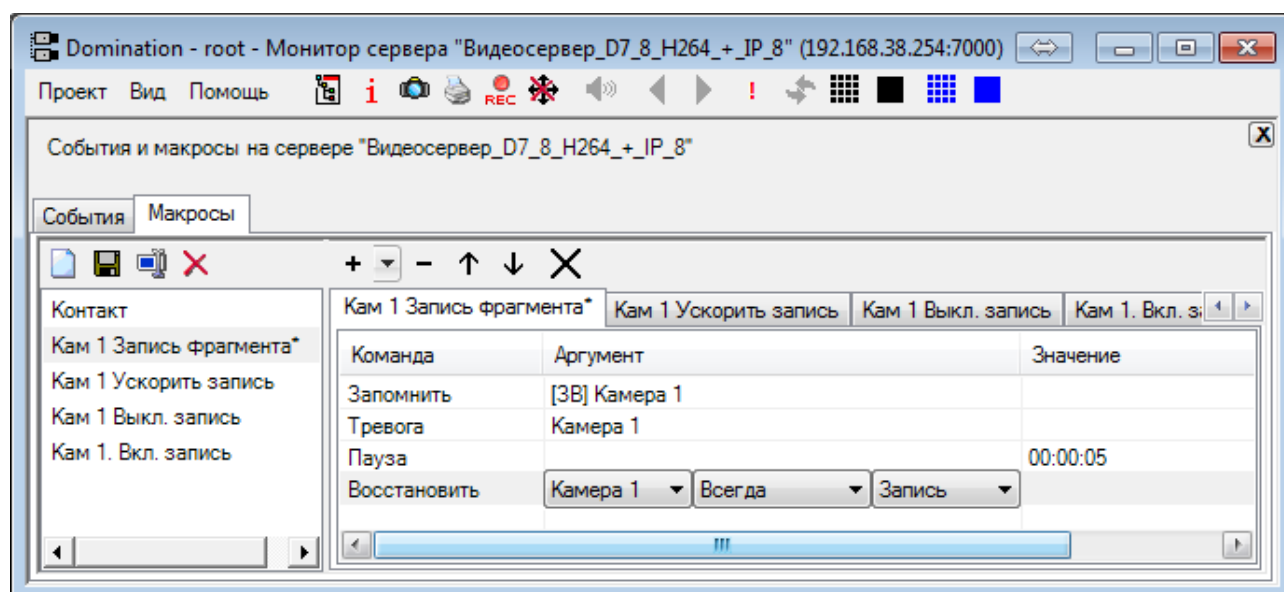 Domination - root - Монитор сервера "Видеосервер_D7_8_H264_+_IP_8" (192.168.38.254:7000)
Проект Вид Помощь i REC !
События и макросы на сервере "Видеосервер_D7_8_H264_+_IP_8"
События Макросы
Кам 1 Запись фрагмента* Кам 1 Ускорить запись Кам 1 Выкл. запись Кам 1. Вкл.
Контакт
Кам 1 Запись фрагмента*
Кам 1 Ускорить запись
Кам 1 Выкл. запись
Кам 1. Вкл. запись
Команда Аргумент Значение
Запомнить [ЗВ] Камера 1
Тревога Камера 1
Пауза 00:00:05
Восстановить Камера 1 Всегда Запись